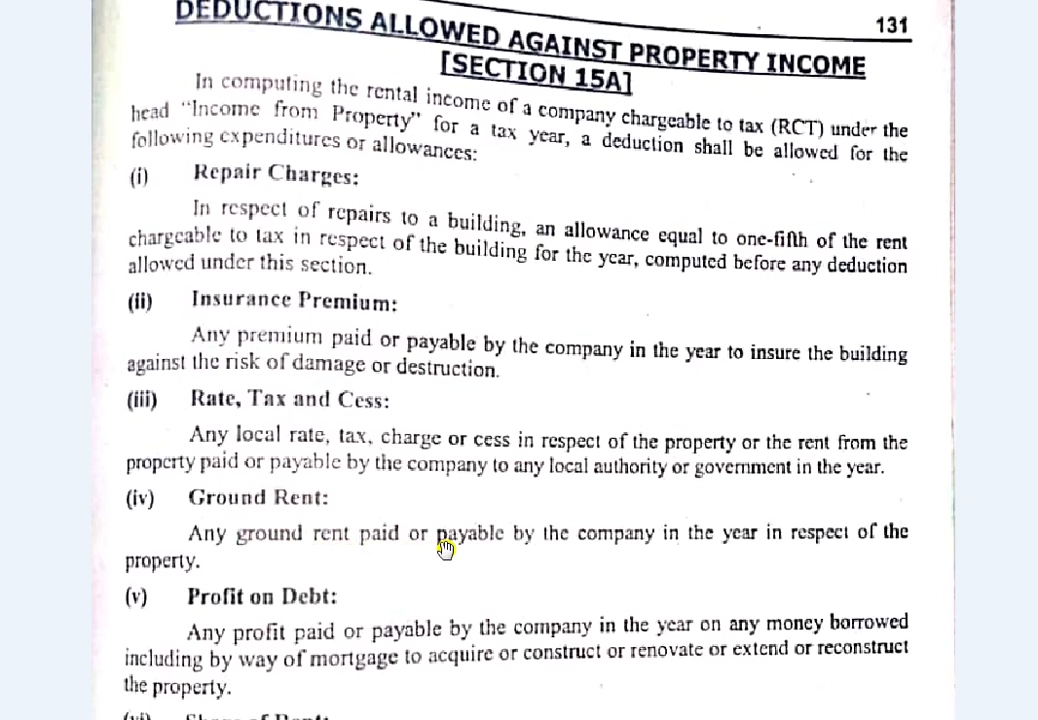 131
DEDUCTIONS ALLOWED AGAINST PROPERTY INCOME
[SECTION 15A]
In computing the rental income of a company chargeable to tax (RCT) under the
head "Income from Property" for a tax year, a deduction shall be allowed for the
following expenditures or allowances:
(i) Repair Charges:
In respect of repairs to a building, an allowance equal to one-fifth of the rent
chargeable to tax in respect of the building for the year, computed before any deduction
allowed under this section.
(ii) Insurance Premium:
Any premium paid or payable by the company in the year to insure the building
against the risk of damage or destruction.
(iii) Rate, Tax and Cess:
Any local rate, tax, charge or cess in respect of the property or the rent from the
property paid or payable by the company to any local authority or government in the year.
(iv) Ground Rent:
Any ground rent paid or payable by the company in the year in respect of the
property.
(v) Profit on Debt:
Any profit paid or payable by the company in the year on any money borrowed
including by way of mortgage to acquire or construct or renovate or extend or reconstruct
the property.
(vi) Share of Rent: